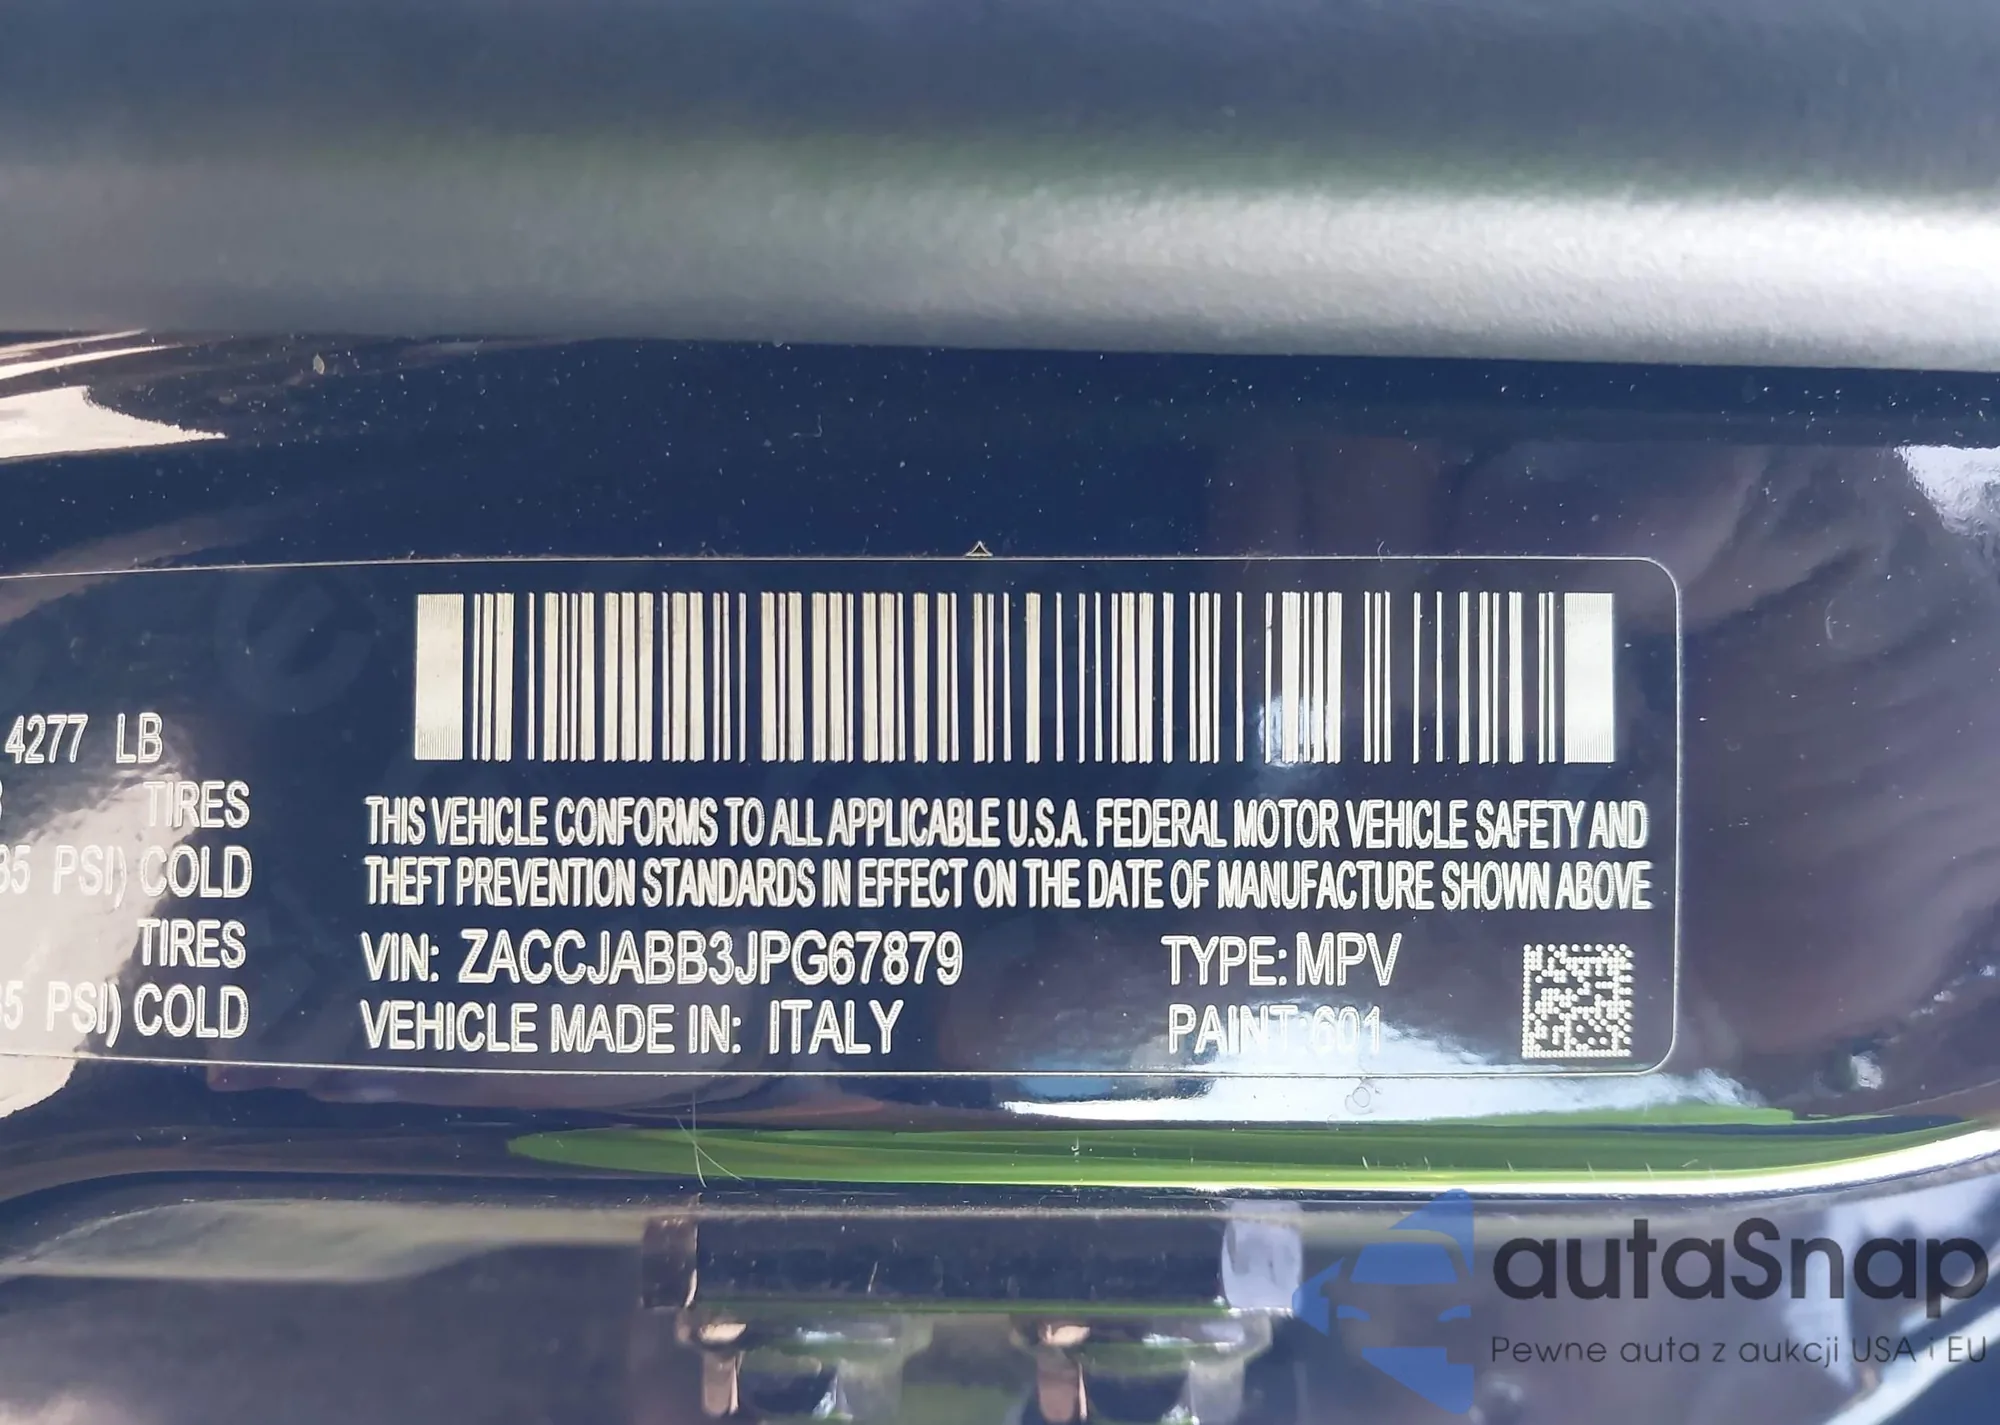 4277 LB
TIRES
PSI) COLD
TIRES
PSI) COLD
THIS VEHICLE CONFORMS TO ALL APPLICABLE U.S.A. FEDERAL MOTOR VEHICLE SAFETY AND
THEFT PREVENTION STANDARDS IN EFFECT ON THE DATE OF MANUFACTURE SHOWN ABOVE
VIN: ZACCJABB3JPG67879 TYPE: MPV
VEHICLE MADE IN: ITALY PAINT:601
autaSnap
Pewne auta z aukcji USA i EU